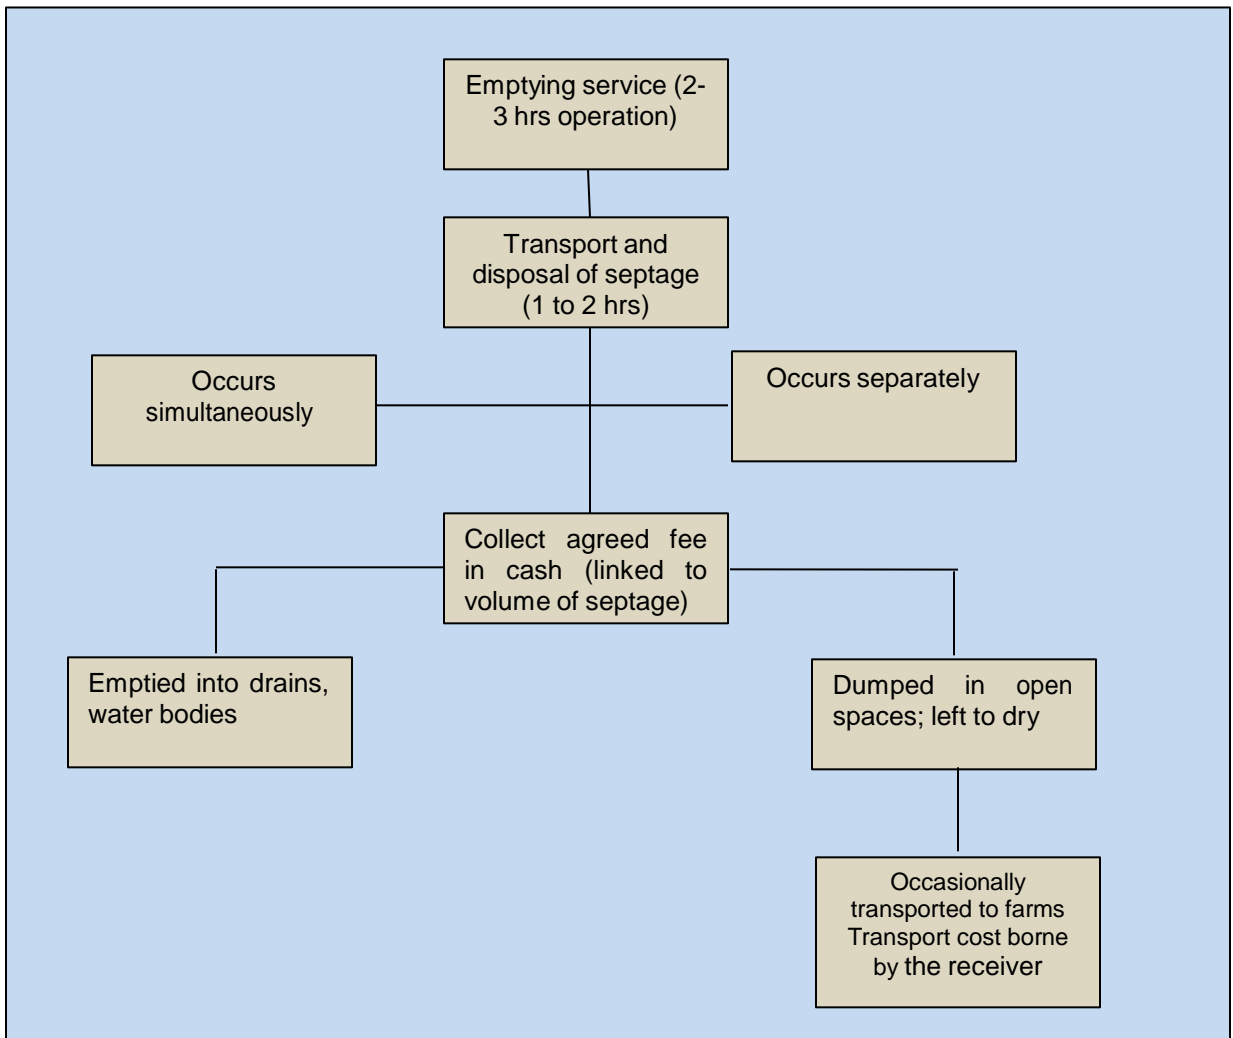 Emptying service (2-
3 hrs operation)
Transport and
disposal of septage
(1 to 2 hrs)
Occurs
simultaneously
Occurs separately
Collect agreed fee
in cash (linked to
volume of septage)
Emptied into drains,
water bodies
Dumped in open
spaces; left to dry
Occasionally
transported to farms
Transport cost borne
by the receiver